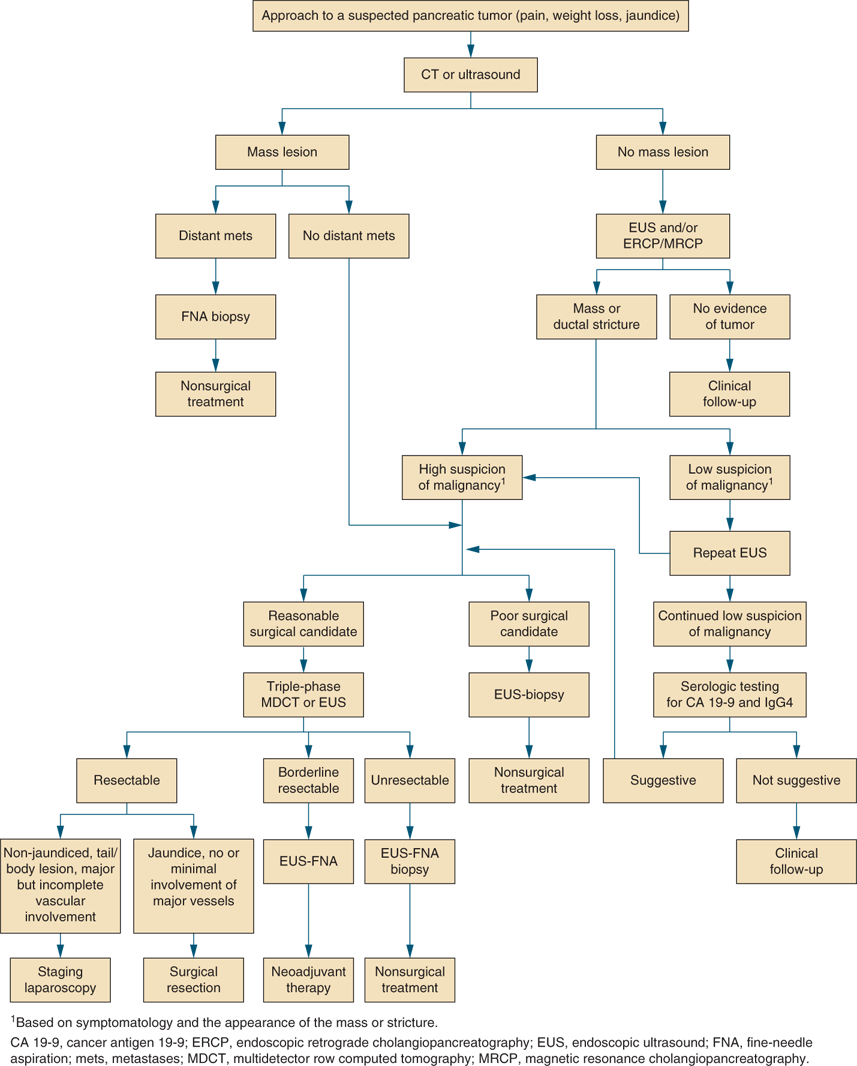 Approach to a suspected pancreatic tumor (pain, weight loss, jaundice)
CT or ultrasound
Mass lesion
No mass lesion
Distant mets
No distant mets
EUS and/or
ERCP/MRCP
FNA biopsy
Mass or
ductal stricture
No evidence
of tumor
Nonsurgical
treatment
Clinical
follow-up
High suspicion
of malignancy¹
Low suspicion
of malignancy¹
Repeat EUS
Reasonable
surgical candidate
Poor surgical
candidate
Continued low suspicion
of malignancy
Triple-phase
MDCT or EUS
EUS-biopsy
Serologic testing
for CA 19-9 and IgG4
Resectable
Borderline
resectable
Unresectable
Nonsurgical
treatment
Suggestive
Not suggestive
Non-jaundiced, tail/
body lesion, major
but incomplete
vascular
involvement
Jaundice, no or
minimal
involvement of
major vessels
EUS-FNA
EUS-FNA
biopsy
Clinical
follow-up
Staging
laparoscopy
Surgical
resection
Neoadjuvant
therapy
Nonsurgical
treatment
¹Based on symptomatology and the appearance of the mass or stricture.
CA 19-9, cancer antigen 19-9; ERCP, endoscopic retrograde cholangiopancreatography; EUS, endoscopic ultrasound; FNA, fine-needle
aspiration; mets, metastases; MDCT, multidetector row computed tomography; MRCP, magnetic resonance cholangiopancreatography.